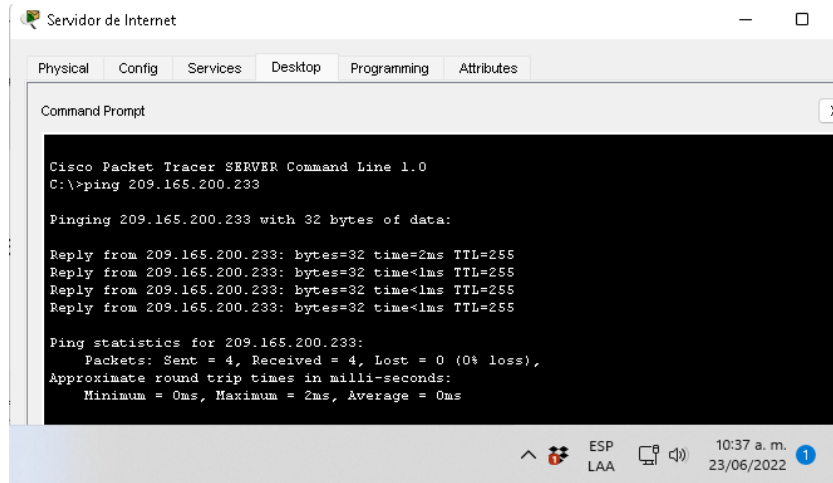 Servidor de Internet
Physical Config Services Desktop Programming Attributes
Command Prompt
X
Cisco Packet Tracer SERVER Command Line 1.0
C:\>ping 209.165.200.233
Pinging 209.165.200.233 with 32 bytes of data:
Reply from 209.165.200.233: bytes=32 time=2ms TTL=255
Reply from 209.165.200.233: bytes=32 time<1ms TTL=255
Reply from 209.165.200.233: bytes=32 time<1ms TTL=255
Reply from 209.165.200.233: bytes=32 time<1ms TTL=255
Ping statistics for 209.165.200.233:
Packets: Sent = 4, Received = 4, Lost = 0 (0% loss),
Approximate round trip times in milli-seconds:
Minimum = 0ms, Maximum = 2ms, Average = 0ms
1
ESP
LAA
10:37 a. m.
23/06/2022
1